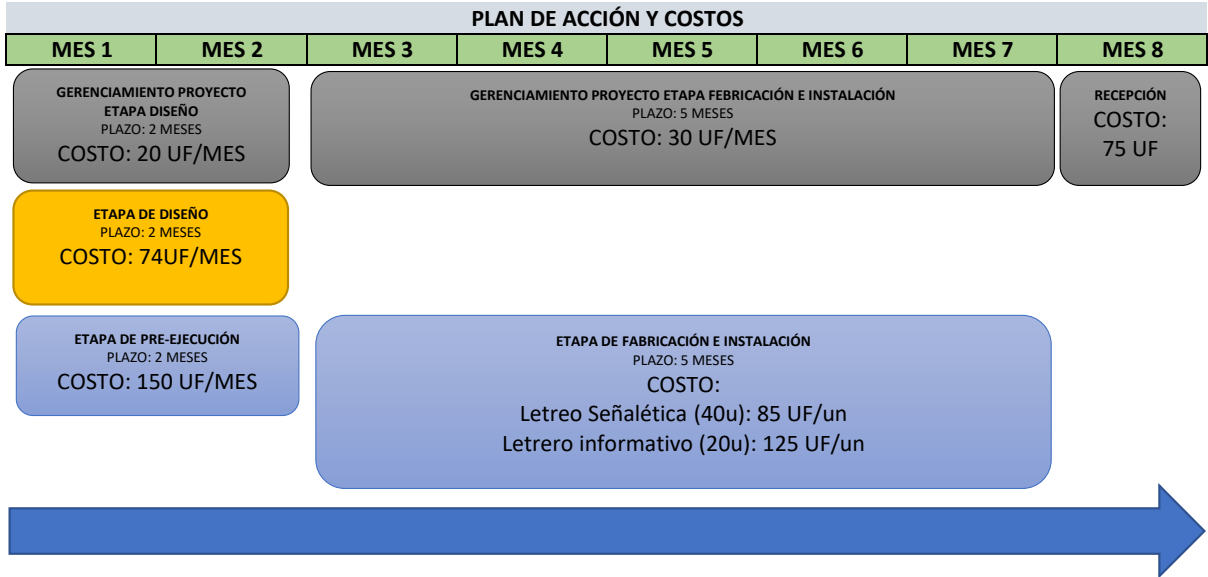 PLAN DE ACCIÓN Y COSTOS
MES 1 MES 2 MES 3 MES 4 MES 5 MES 6 MES 7 MES 8
GERENCIAMIENTO PROYECTO
ETAPA DISEÑO
PLAZO: 2 MESES
COSTO: 20 UF/MES
GERENCIAMIENTO PROYECTO ETAPA FEBRICACIÓN E INSTALACIÓN
PLAZO: 5 MESES
COSTO: 30 UF/MES
RECEPCIÓN
COSTO:
75 UF
ETAPA DE DISEÑO
PLAZO: 2 MESES
COSTO: 74UF/MES
ETAPA DE PRE-EJECUCIÓN
PLAZO: 2 MESES
COSTO: 150 UF/MES
ETAPA DE FABRICACIÓN E INSTALACIÓN
PLAZO: 5 MESES
COSTO:
Letreo Señalética (40u): 85 UF/un
Letrero informativo (20u): 125 UF/un